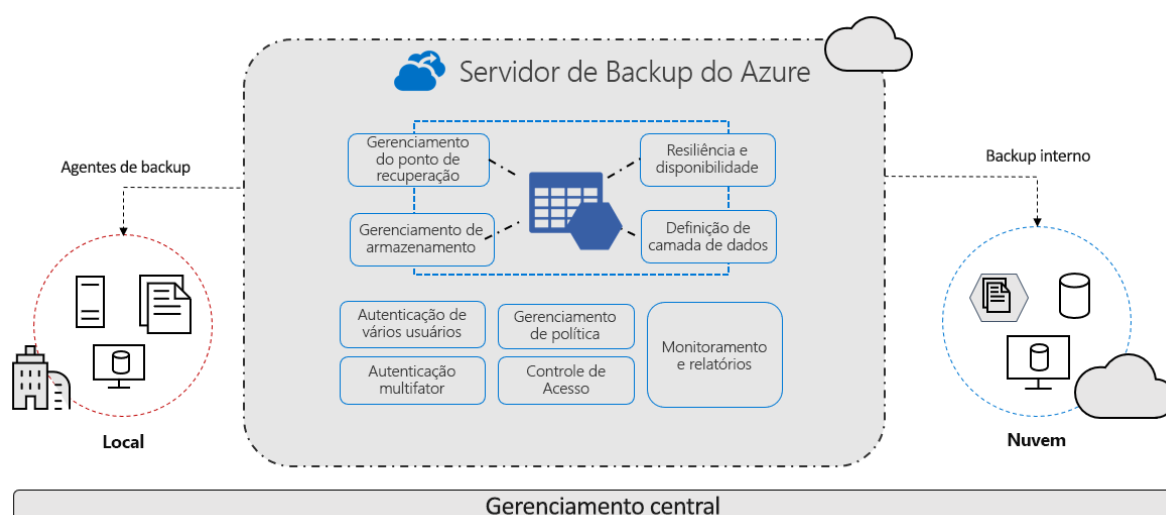 Servidor de Backup do Azure
Gerenciamento
do ponto de
recuperação
Resiliência e
disponibilidade
Gerenciamento de
armazenamento
Definição de
camada de dados
Autenticação de
vários usuários
Gerenciamento
de política
Monitoramento
e relatórios
Autenticação
multifator
Controle de
Acesso
Agentes de backup
Local
Backup interno
Nuvem
Gerenciamento central